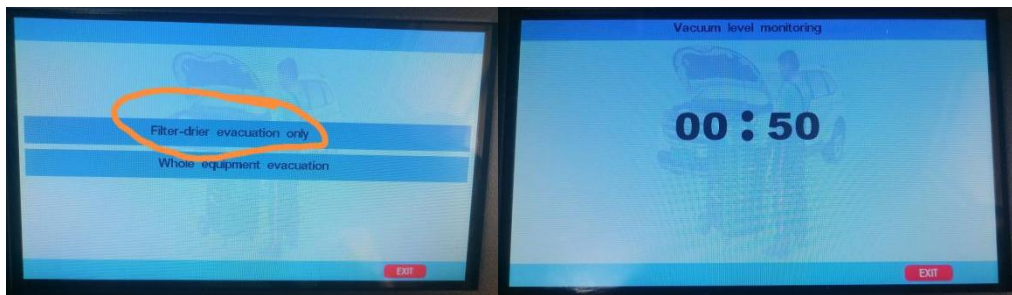 Filter-drier evacuation only
Whole equipment evacuation
EXIT
Vacuum level monitoring
00:50
EXIT